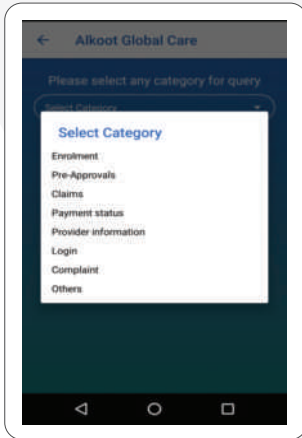 Alkoot Global Care
Please select any category for query
Select Category
Select Category
Enrolment
Pre-Approvals
Claims
Payment status
Provider information
Login
Complaint
Others